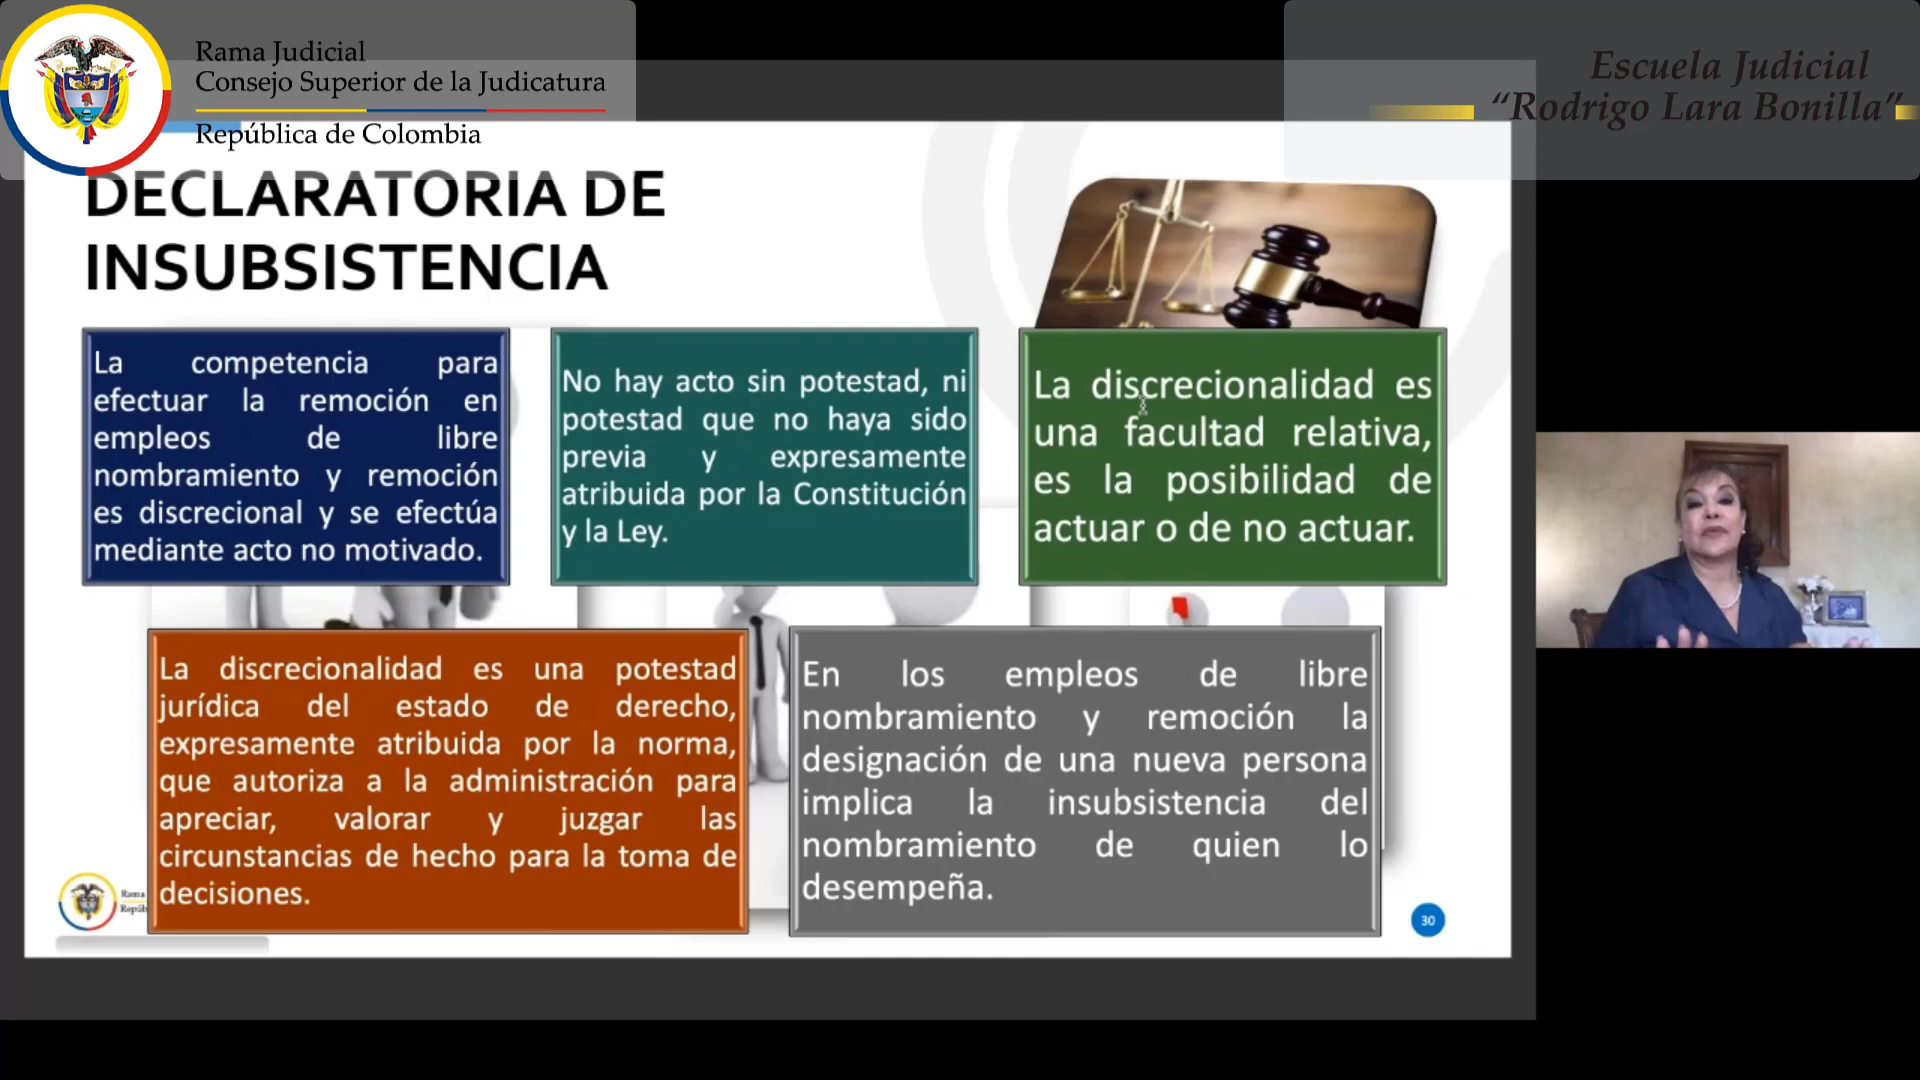 Rama Judicial
Consejo Superior de la Judicatura
República de Colombia
Escuela Judicial
“Rodrigo Lara Bonilla”
DECLARATORIA DE
INSUBSISTENCIA
La competencia para
efectuar la remoción en
empleos de libre
nombramiento y remoción
es discrecional y se efectúa
mediante acto no motivado.
No hay acto sin potestad, ni
potestad que no haya sido
previa y expresamente
atribuida por la Constitución
y la Ley.
La discrecionalidad es
una facultad relativa,
es la posibilidad de
actuar o de no actuar.
La discrecionalidad es una potestad
jurídica del estado de derecho,
expresamente atribuida por la norma,
que autoriza a la administración para
apreciar, valorar y juzgar las
circunstancias de hecho para la toma de
decisiones.
En los empleos de libre
nombramiento y remoción la
designación de una nueva persona
implica la insubsistencia del
nombramiento de quien lo
desempeña.
Rama
Repúb
30